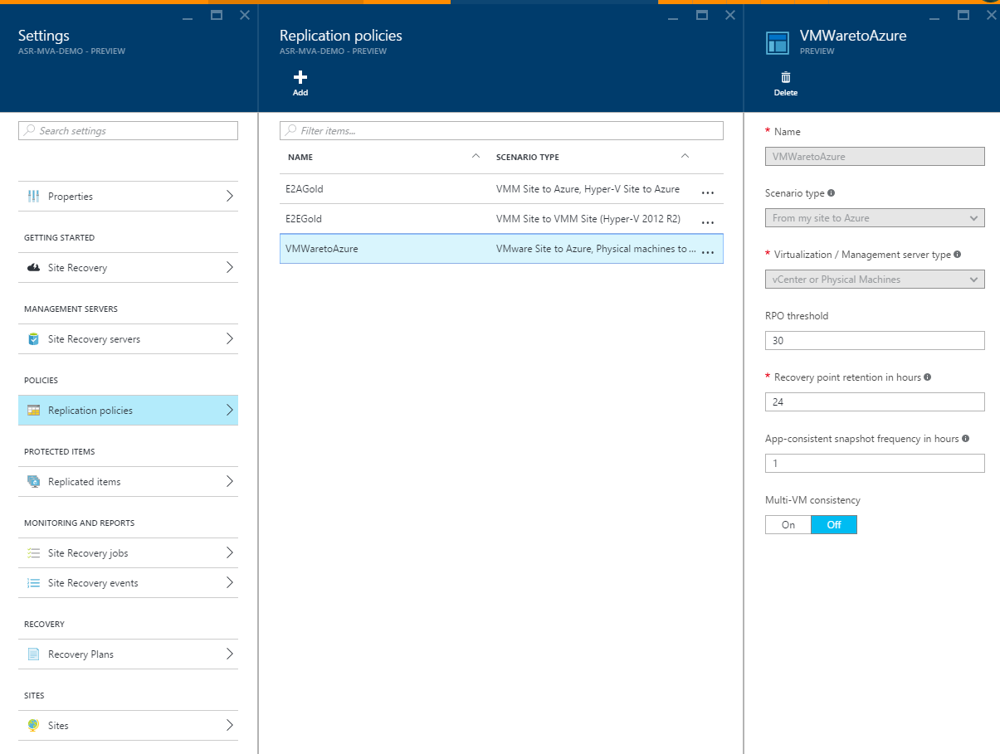 Settings
ASR-MVA-DEMO - PREVIEW
Search settings
Properties
GETTING STARTED
Site Recovery
MANAGEMENT SERVERS
Site Recovery servers
POLICIES
Replication policies
PROTECTED ITEMS
Replicated items
MONITORING AND REPORTS
Site Recovery jobs
Site Recovery events
RECOVERY
Recovery Plans
SITES
Sites
Replication policies
ASR-MVA-DEMO - PREVIEW
Add
Filter items...
NAME SCENARIO TYPE
E2AGold VMM Site to Azure, Hyper-V Site to Azure ...
E2EGold VMM Site to VMM Site (Hyper-V 2012 R2) ...
VMWaretoAzure VMware Site to Azure, Physical machines to ... ...
VMWaretoAzure
PREVIEW
Delete
* Name
VMWaretoAzure
Scenario type
From my site to Azure
* Virtualization / Management server type
vCenter or Physical Machines
RPO threshold
30
* Recovery point retention in hours
24
App-consistent snapshot frequency in hours
1
Multi-VM consistency
On Off